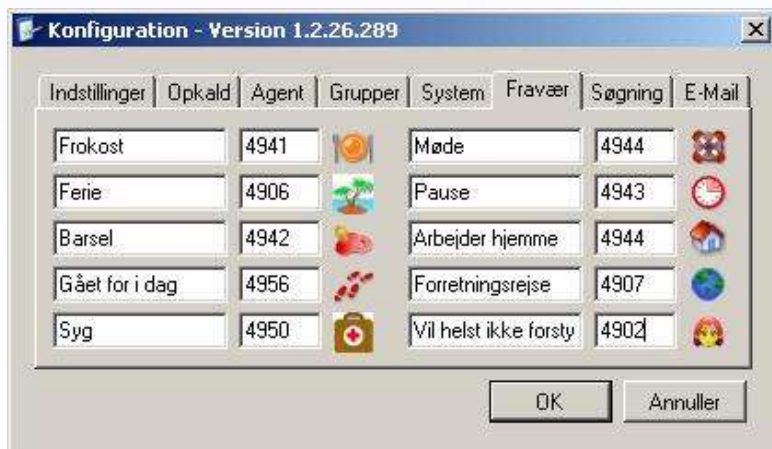 Konfiguration - Version 1.2.26.289
Indstillinger Opkald Agent Grupper System Fravær Søgning E-Mail
Frokost 4941 Møde 4944
Ferie 4906 Pause 4943
Barsel 4942 Arbejder hjemme 4944
Gået for i dag 4956 Forretningsrejse 4907
Syg 4950 Vil helst ikke forsty 4902
OK Annuller